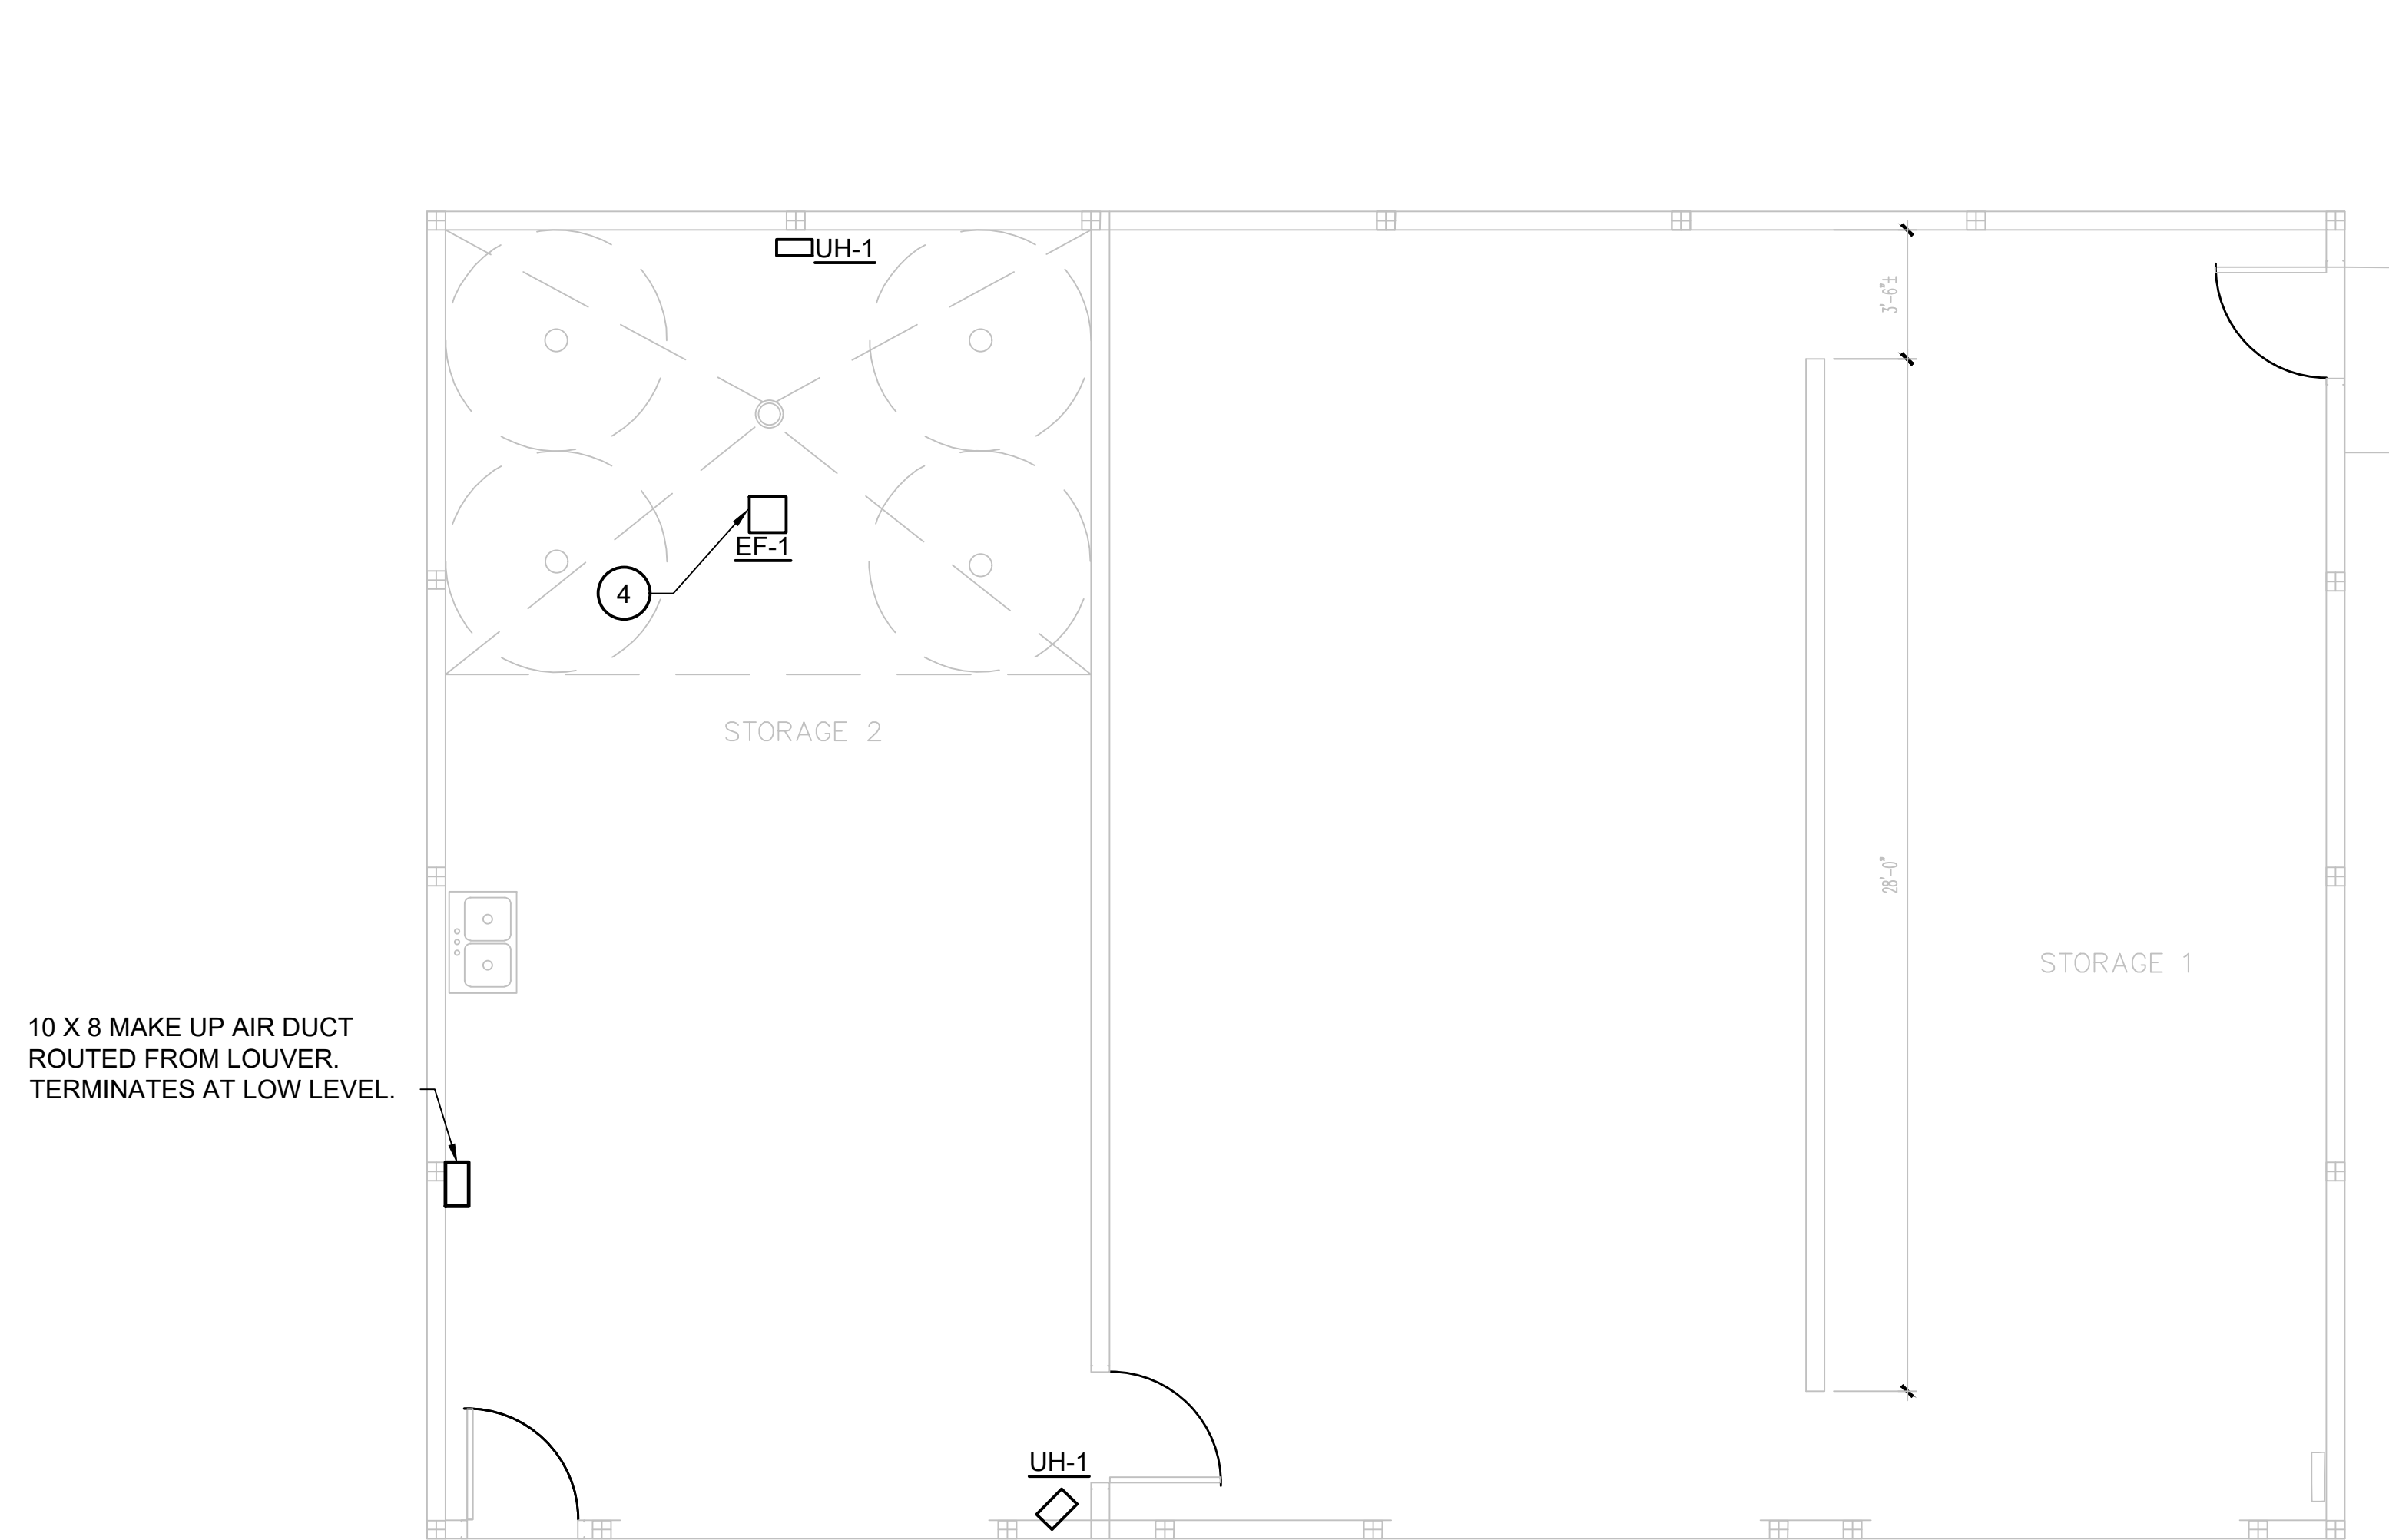 UH-1
3'-6"±
EF-1
4
STORAGE 2
28'-0"
STORAGE 1
10 X 8 MAKE UP AIR DUCT
ROUTED FROM LOUVER.
TERMINATES AT LOW LEVEL.
UH-1